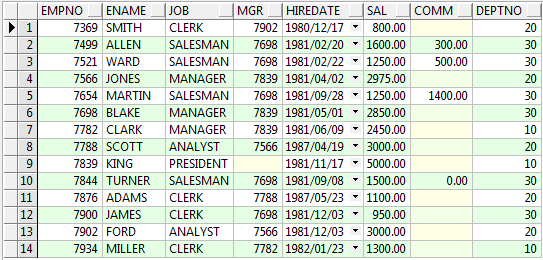 EMPNO ENAME JOB MGR HIREDATE SAL COMM DEPTNO
1 7369 SMITH CLERK 7902 1980/12/17 800.00 20
2 7499 ALLEN SALESMAN 7698 1981/02/20 1600.00 300.00 30
3 7521 WARD SALESMAN 7698 1981/02/22 1250.00 500.00 30
4 7566 JONES MANAGER 7839 1981/04/02 2975.00 20
5 7654 MARTIN SALESMAN 7698 1981/09/28 1250.00 1400.00 30
6 7698 BLAKE MANAGER 7839 1981/05/01 2850.00 30
7 7782 CLARK MANAGER 7839 1981/06/09 2450.00 10
8 7788 SCOTT ANALYST 7566 1987/04/19 3000.00 20
9 7839 KING PRESIDENT 1981/11/17 5000.00 10
10 7844 TURNER SALESMAN 7698 1981/09/08 1500.00 0.00 30
11 7876 ADAMS CLERK 7788 1987/05/23 1100.00 20
12 7900 JAMES CLERK 7698 1981/12/03 950.00 30
13 7902 FORD ANALYST 7566 1981/12/03 3000.00 20
14 7934 MILLER CLERK 7782 1982/01/23 1300.00 10